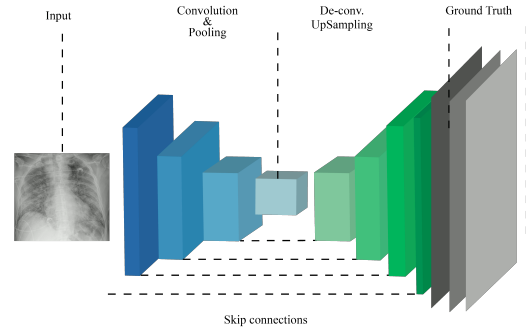 Input
Convolution
&
Pooling
De-conv.
UpSampling
Ground Truth
Skip connections